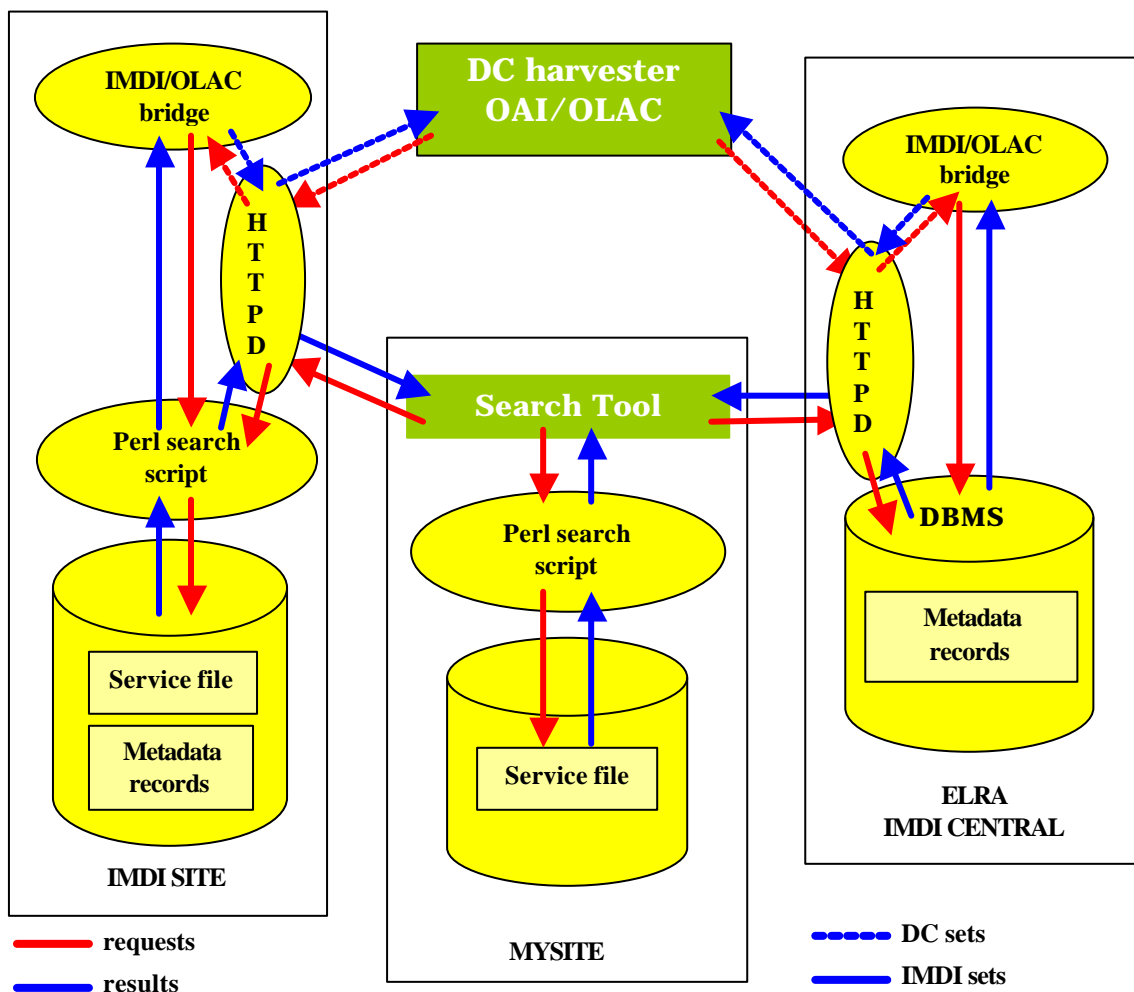 IMDI/OLAC
bridge
H
T
T
P
D
Perl search
script
Service file
Metadata
records
IMDI SITE
DC harvester
OAI/OLAC
Search Tool
Perl search
script
Service file
MYSITE
IMDI/OLAC
bridge
H
T
T
P
D
DBMS
Metadata
records
ELRA
IMDI CENTRAL
requests
results
DC sets
IMDI sets